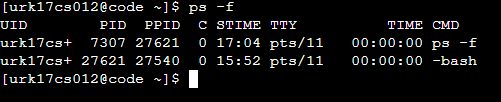 [urk17cs012@code ~]$ ps -f
UID        PID  PPID  C STIME TTY          TIME CMD
urk17cs+  7307 27621  0 17:04 pts/11   00:00:00 ps -f
urk17cs+ 27621 27540  0 15:52 pts/11   00:00:00 -bash
[urk17cs012@code ~]$